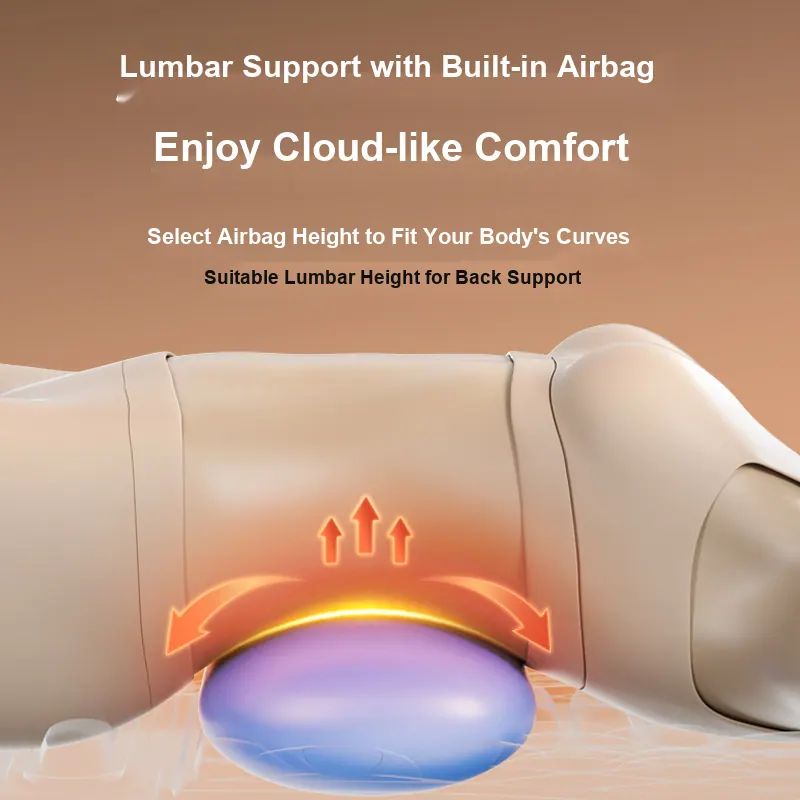 Lumbar Support with Built-in Airbag
Enjoy Cloud-like Comfort
Select Airbag Height to Fit Your Body's Curves
Suitable Lumbar Height for Back Support